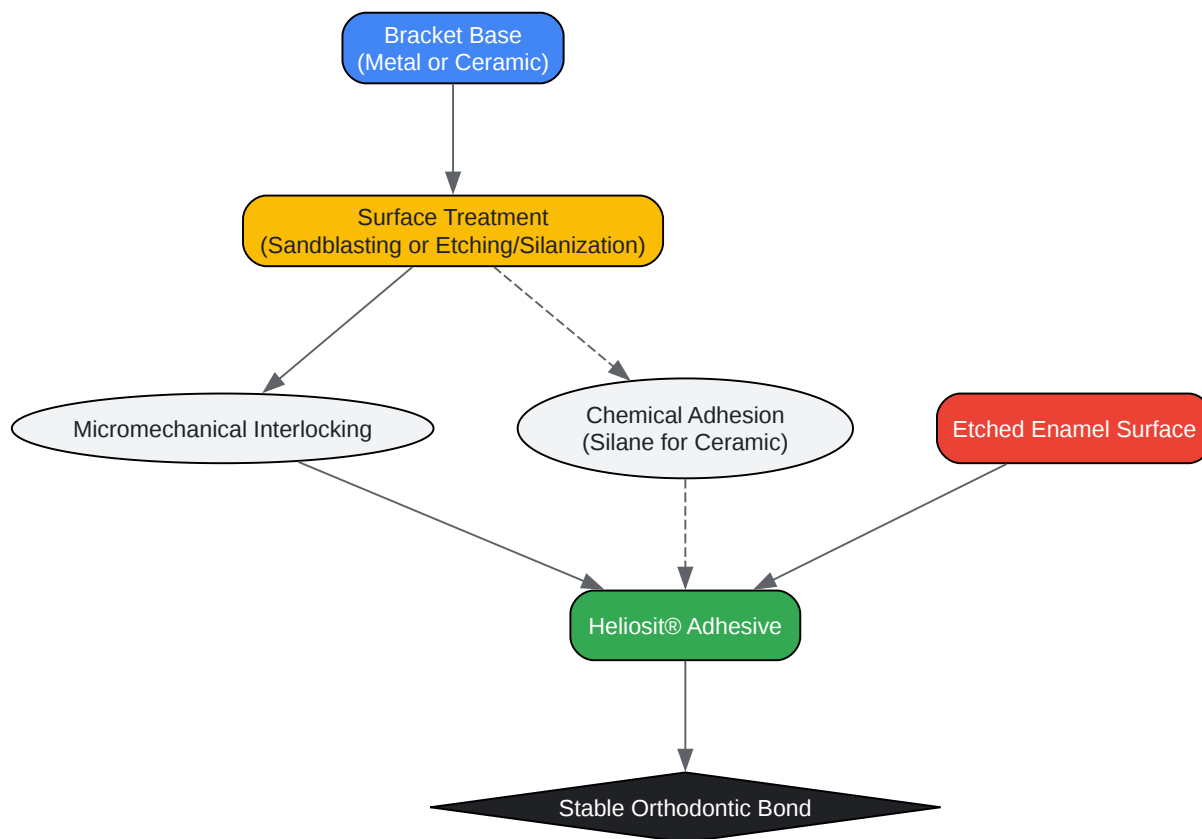 Bracket Base
(Metal or Ceramic)
Surface Treatment
(Sandblasting or Etching/Silanization)
Micromechanical Interlocking
Chemical Adhesion
(Silane for Ceramic)
Etched Enamel Surface
Heliosit® Adhesive
Stable Orthodontic Bond